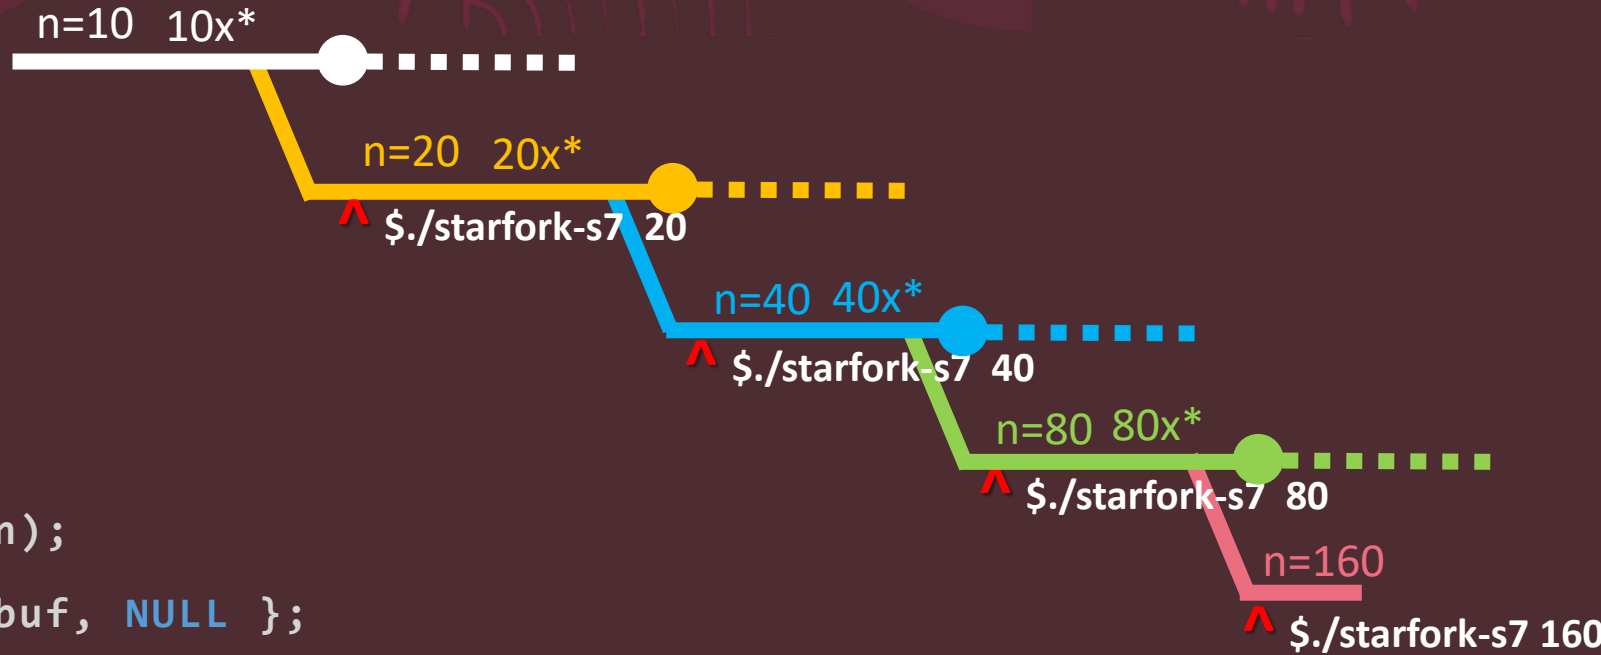 n=10 10x*
n=20 20x*
^ $./starfork-s7 20
n=40 40x*
^ $./starfork-s7 40
n=80 80x*
^ $./starfork-s7 80
n);
n=160
buf, NULL };
^ $./starfork-s7 160